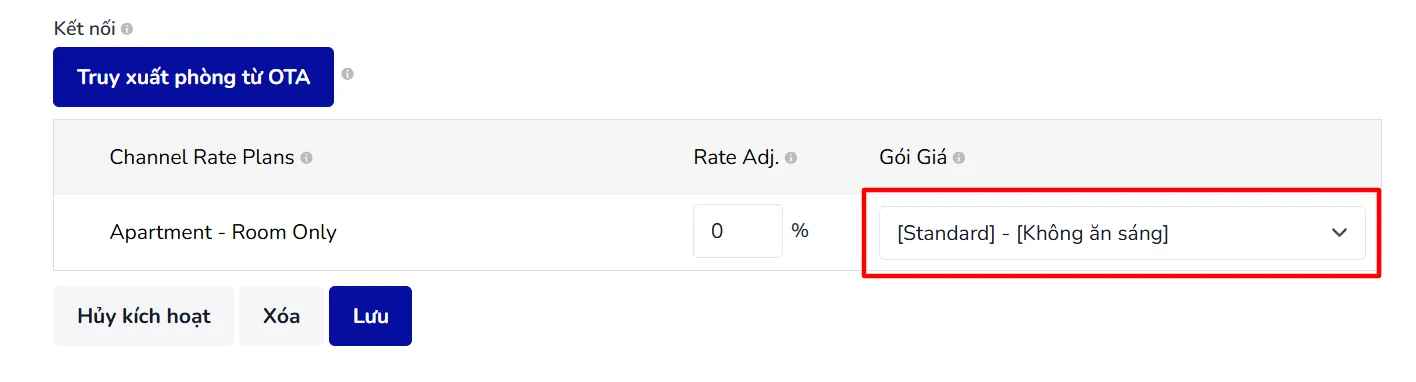 Kết nối
Truy xuất phòng từ OTA
Channel Rate Plans Rate Adj. Gói Giá
Apartment - Room Only 0 % [Standard] - [Không ăn sáng]
Hủy kích hoạt Xóa Lưu